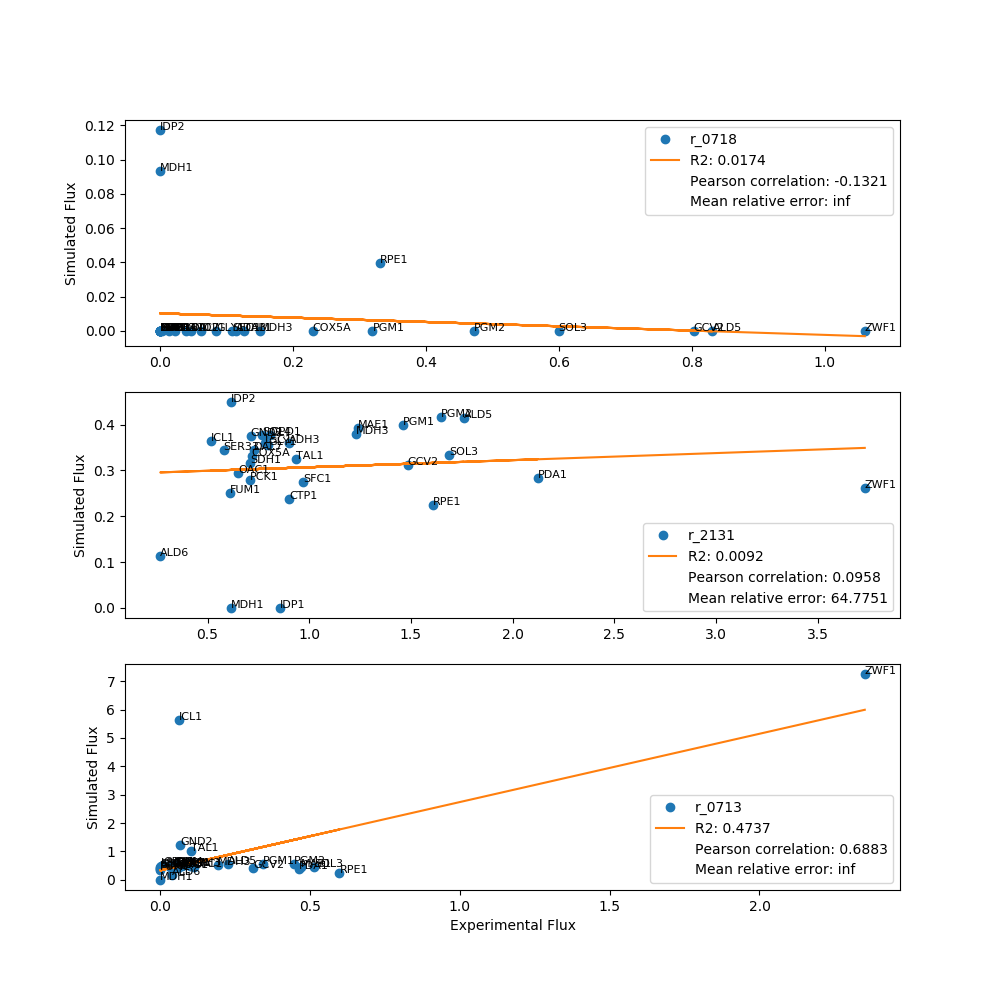 0.12
0.10
0.08
0.06
0.04
0.02
0.00
Simulated Flux
IDP2
MDH1
RPE1
MDH3
COX5A
PGM1
PGM2
SOL3
GCV2
ALD5
ZWF1
r_0718
R2: 0.0174
Pearson correlation: -0.1321
Mean relative error: inf
0.0 0.2 0.4 0.6 0.8 1.0
0.4
0.3
0.2
0.1
0.0
Simulated Flux
IDP2
PGM2 ALD5
MAE1 PGM1
MDH3
ICL1
SER33
COX5A
SOL3
SDH1
TAL1
GCV2
OAC1
PCK1
SFC1
PDA1
FUM1
CTP1
RPE1
ZWF1
ALD6
MDH1 IDP1
r_2131
R2: 0.0092
Pearson correlation: 0.0958
Mean relative error: 64.7751
0.5 1.0 1.5 2.0 2.5 3.0 3.5
7
6
5
4
3
2
1
0
Simulated Flux
ZWF1
ICL1
GND2
TAL1
ALD5
PGM1
PGM2
SOL3
GCV2
RPE1
ALD6
MDH1
r_0713
R2: 0.4737
Pearson correlation: 0.6883
Mean relative error: inf
0.0 0.5 1.0 1.5 2.0
Experimental Flux